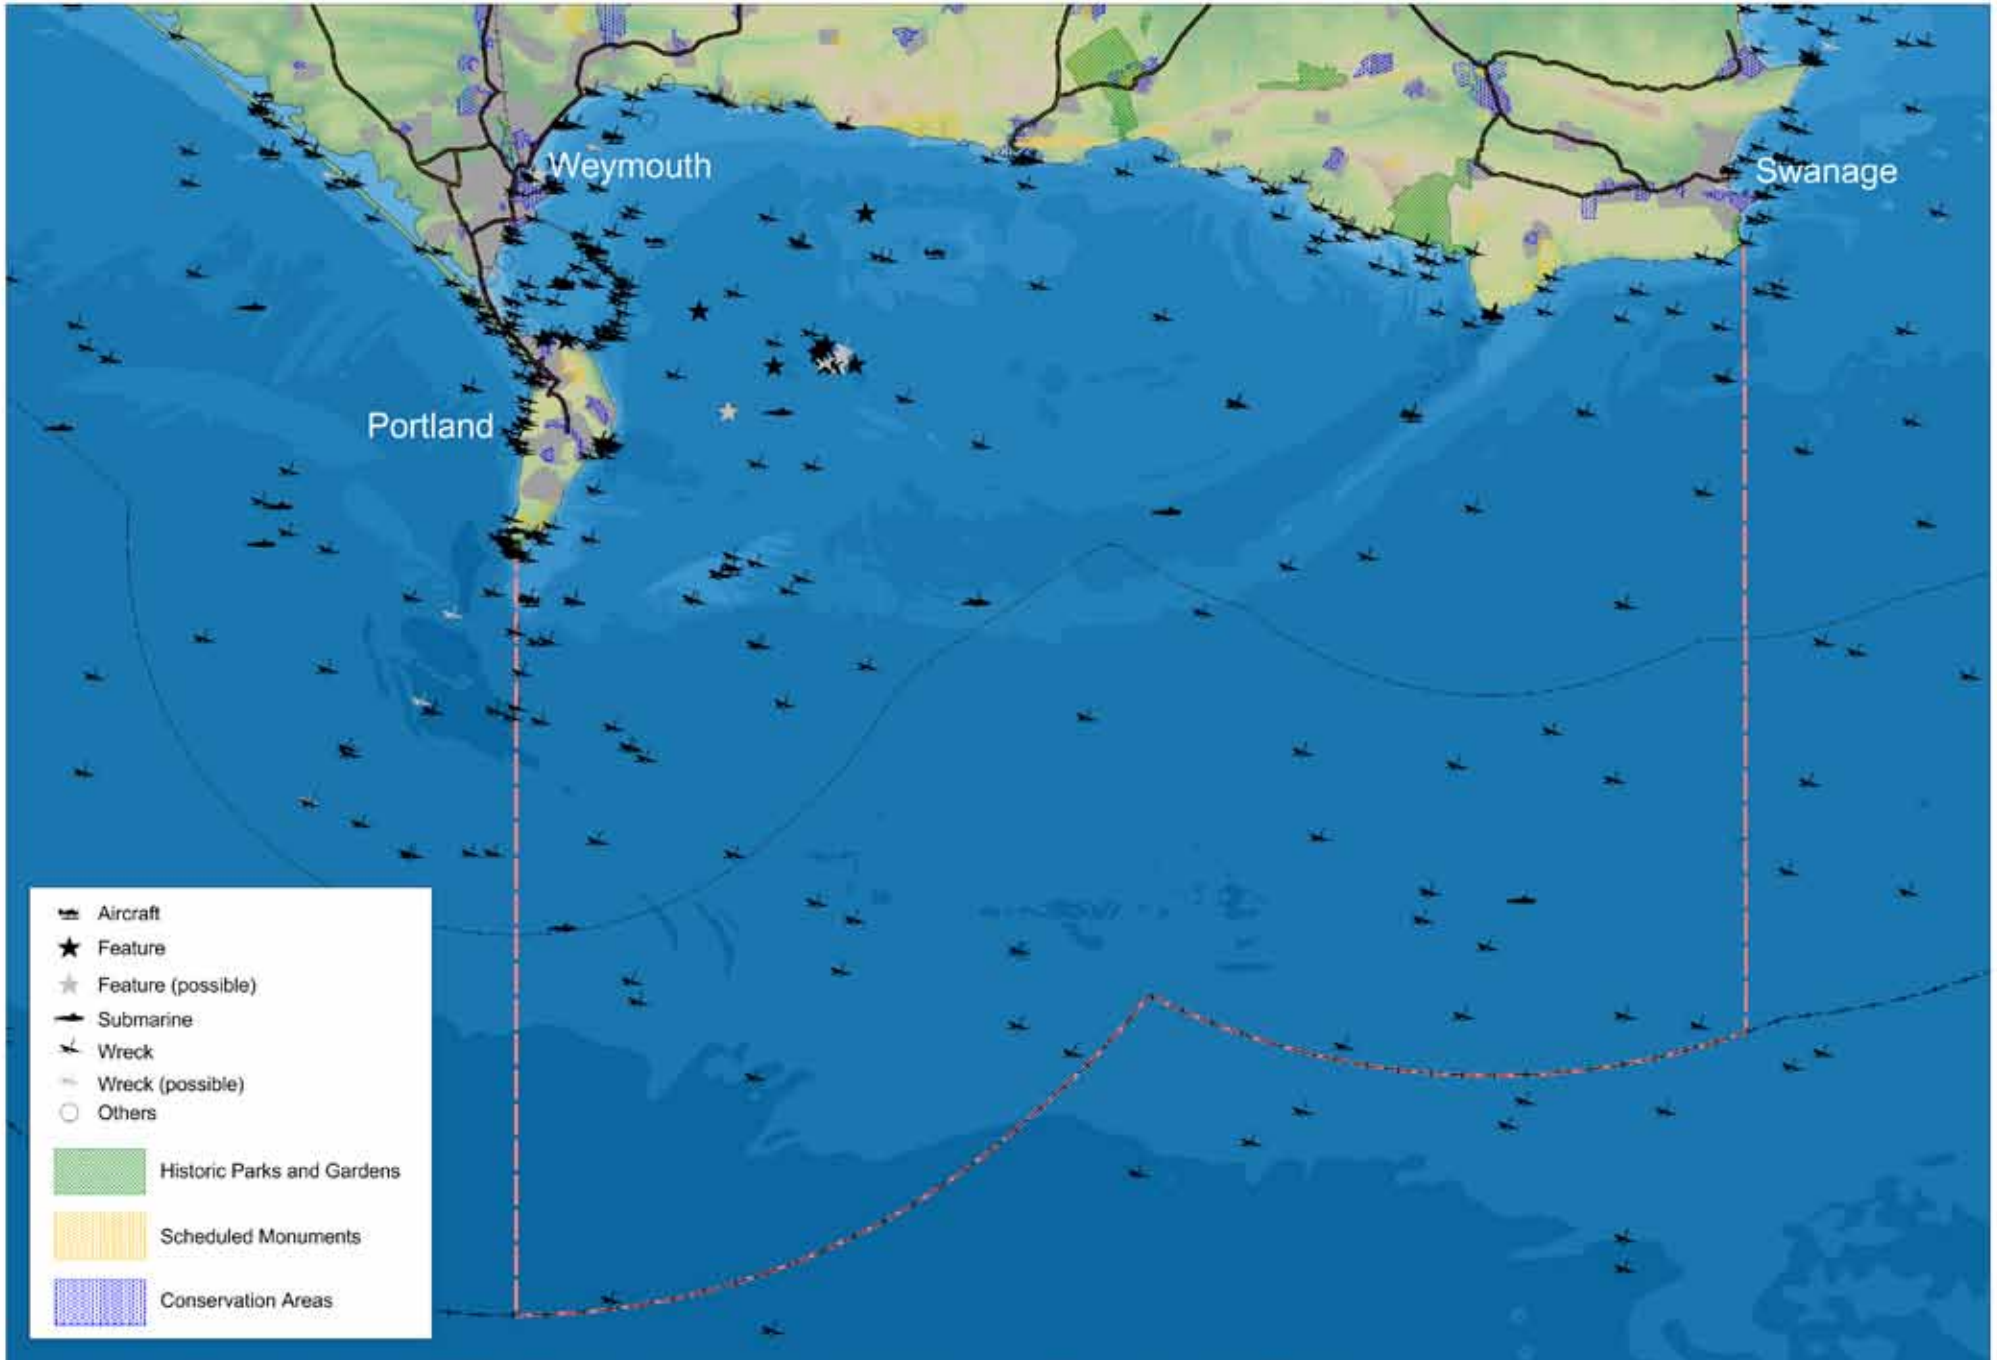 Weymouth
Swanage
Portland
Aircraft
Feature
Feature (possible)
Submarine
Wreck
Wreck (possible)
Others
Historic Parks and Gardens
Scheduled Monuments
Conservation Areas